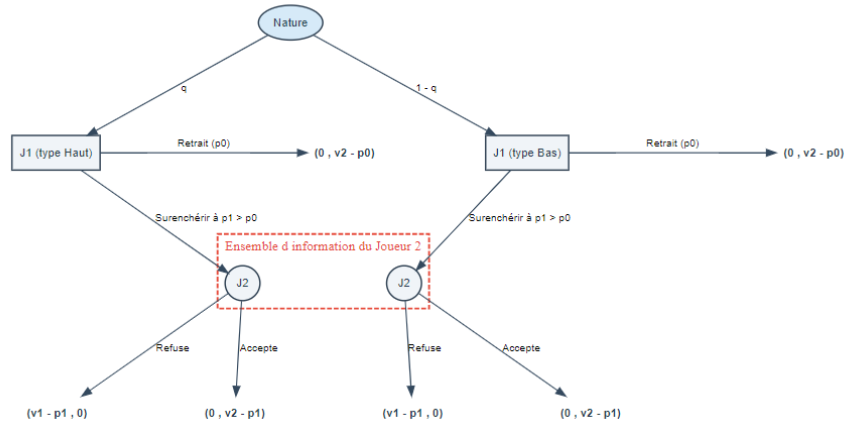 Nature
q
1 - q
J1 (type Haut)
Retrait (p0)
(0 , v2 - p0)
J1 (type Bas)
Retrait (p0)
(0 , v2 - p0)
Surenchérir à p1 > p0
Surenchérir à p1 > p0
Ensemble d information du Joueur 2
J2
J2
Refuse
Accepte
Refuse
Accepte
(v1 - p1 , 0)
(0 , v2 - p1)
(v1 - p1 , 0)
(0 , v2 - p1)